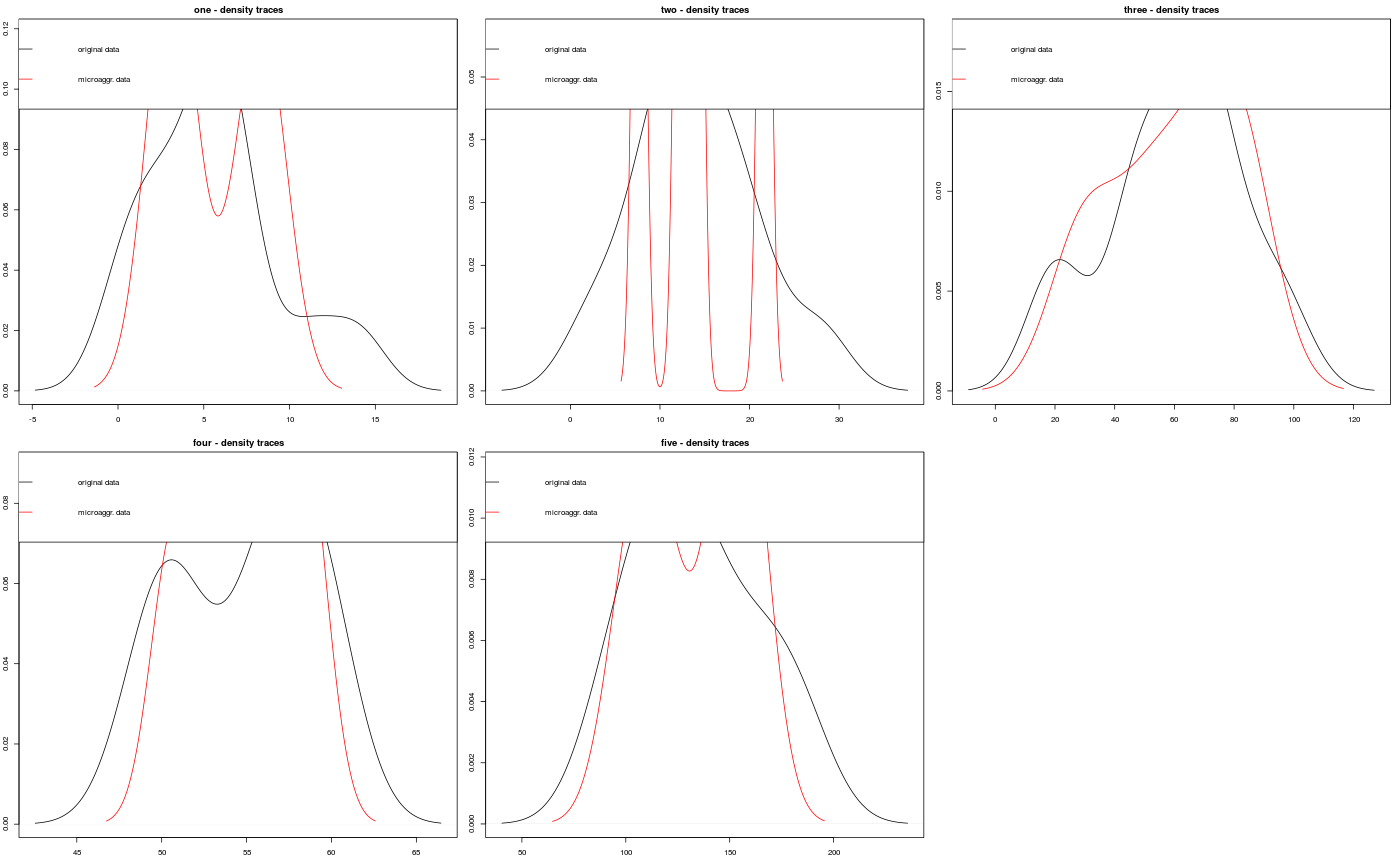 one - density traces
original data
microaggr. data
0.00 0.02 0.04 0.06 0.08 0.10 0.12
-5 0 5 10 15
two - density traces
original data
microaggr. data
0.00 0.01 0.02 0.03 0.04 0.05
0 10 20 30
three - density traces
original data
microaggr. data
0.000 0.005 0.010 0.015
0 20 40 60 80 100 120
four - density traces
original data
microaggr. data
0.00 0.02 0.04 0.06 0.08
45 50 55 60 65
five - density traces
original data
microaggr. data
0.000 0.002 0.004 0.006 0.008 0.010 0.012
50 100 150 200